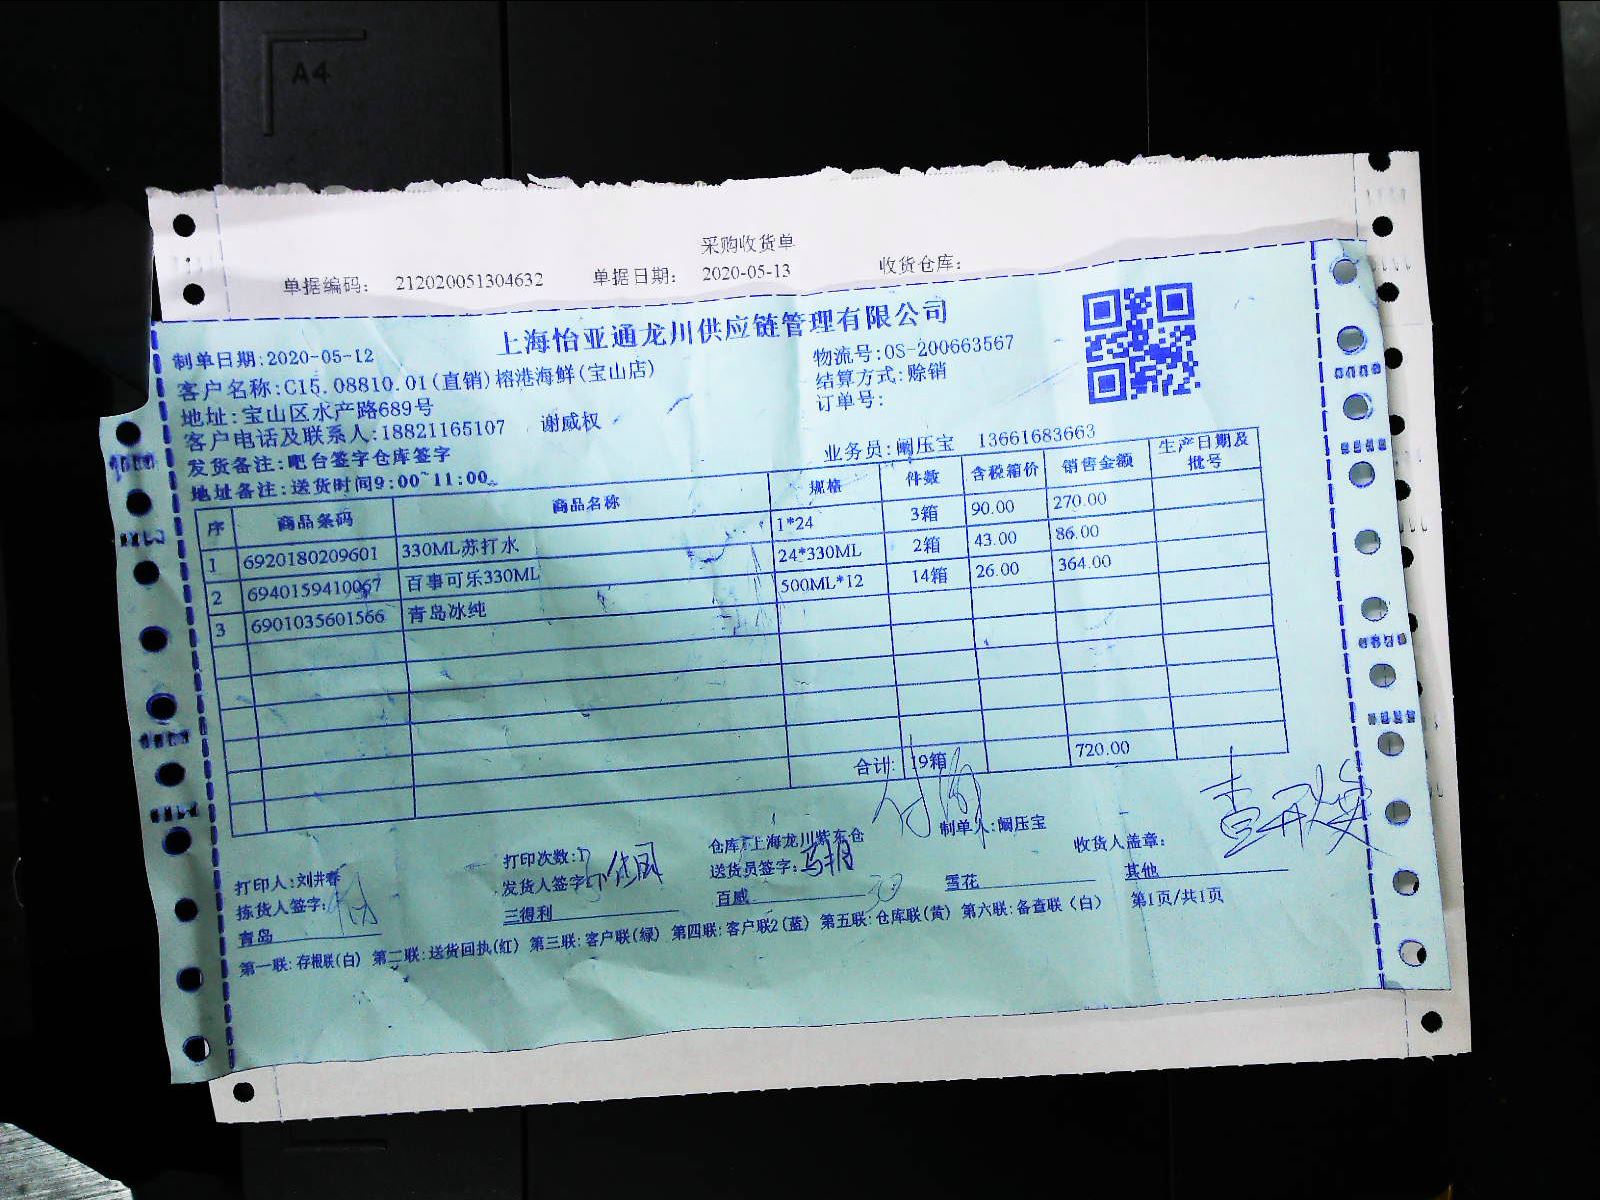 A4
采购收货单
单据编码: 212020051304632 单据日期: 2020-05-13 收货仓库:
上海怡亚通龙川供应链管理有限公司
制单日期:2020-05-12 物流号:OS-200663567
客户名称:C15.08810.01(直销)榕港海鲜(宝山店) 结算方式:赊销
地址:宝山区水产路689号 订单号:
客户电话及联系人:18821165107 谢威权
发货备注:吧台签字仓库签字 业务员:阚压宝 13661683663
地址备注:送货时间9:00~11:00。
序 商品条码 商品名称 规格 件数 含税箱价 销售金额 生产日期及批号
1 6920180209601 330ML苏打水 1*24 3箱 90.00 270.00
2 6940159410067 百事可乐330ML 24*330ML 2箱 43.00 86.00
3 6901035601566 青岛冰纯 500ML*12 14箱 26.00 364.00
合计: 19箱 720.00
打印人:刘井春 打印次数:1 仓库:上海龙川紫东仓 制单人:阚压宝 收货人盖章:
拣货人签字: 发货人签字: 送货员签字:
青岛 三得利 百威 雪花 其他
第一联:存根联(白) 第二联:送货回执(红) 第三联:客户联(绿) 第四联:客户联2(蓝) 第五联:仓库联(黄) 第六联:备查联(白) 第1页/共1页